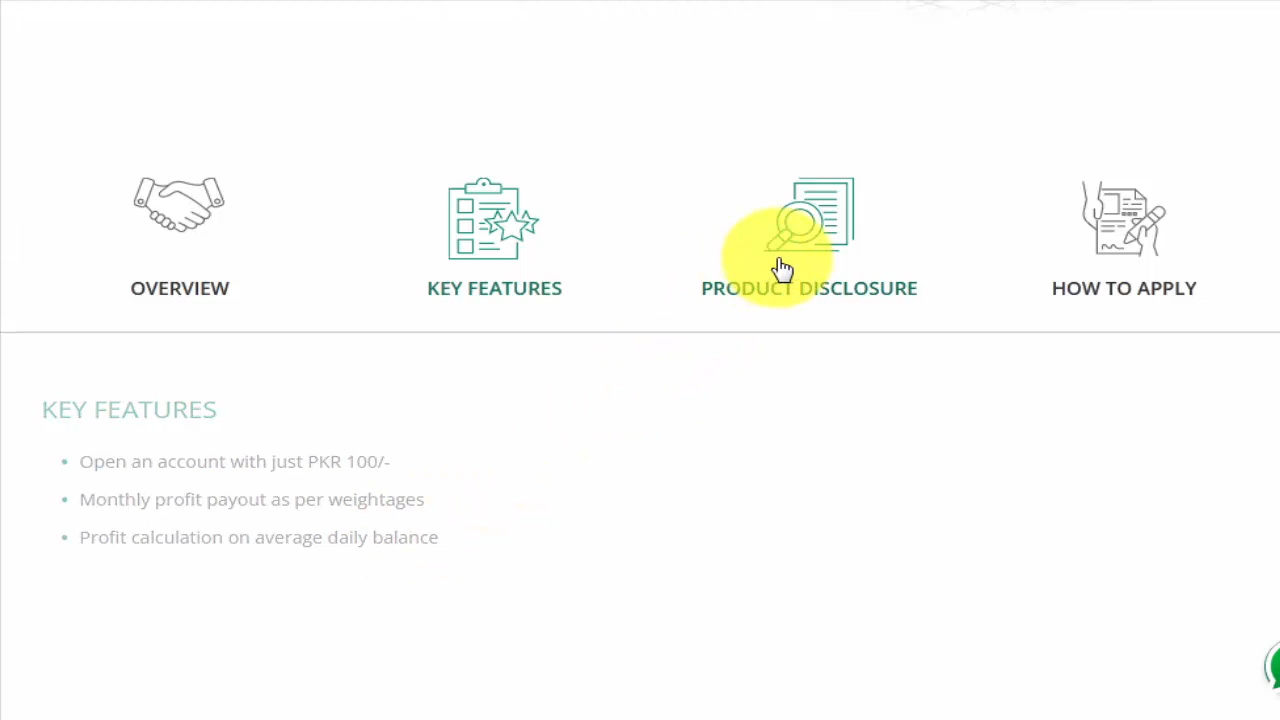 OVERVIEW
KEY FEATURES
PRODUCT DISCLOSURE
HOW TO APPLY
KEY FEATURES
• Open an account with just PKR 100/-
• Monthly profit payout as per weightages
• Profit calculation on average daily balance